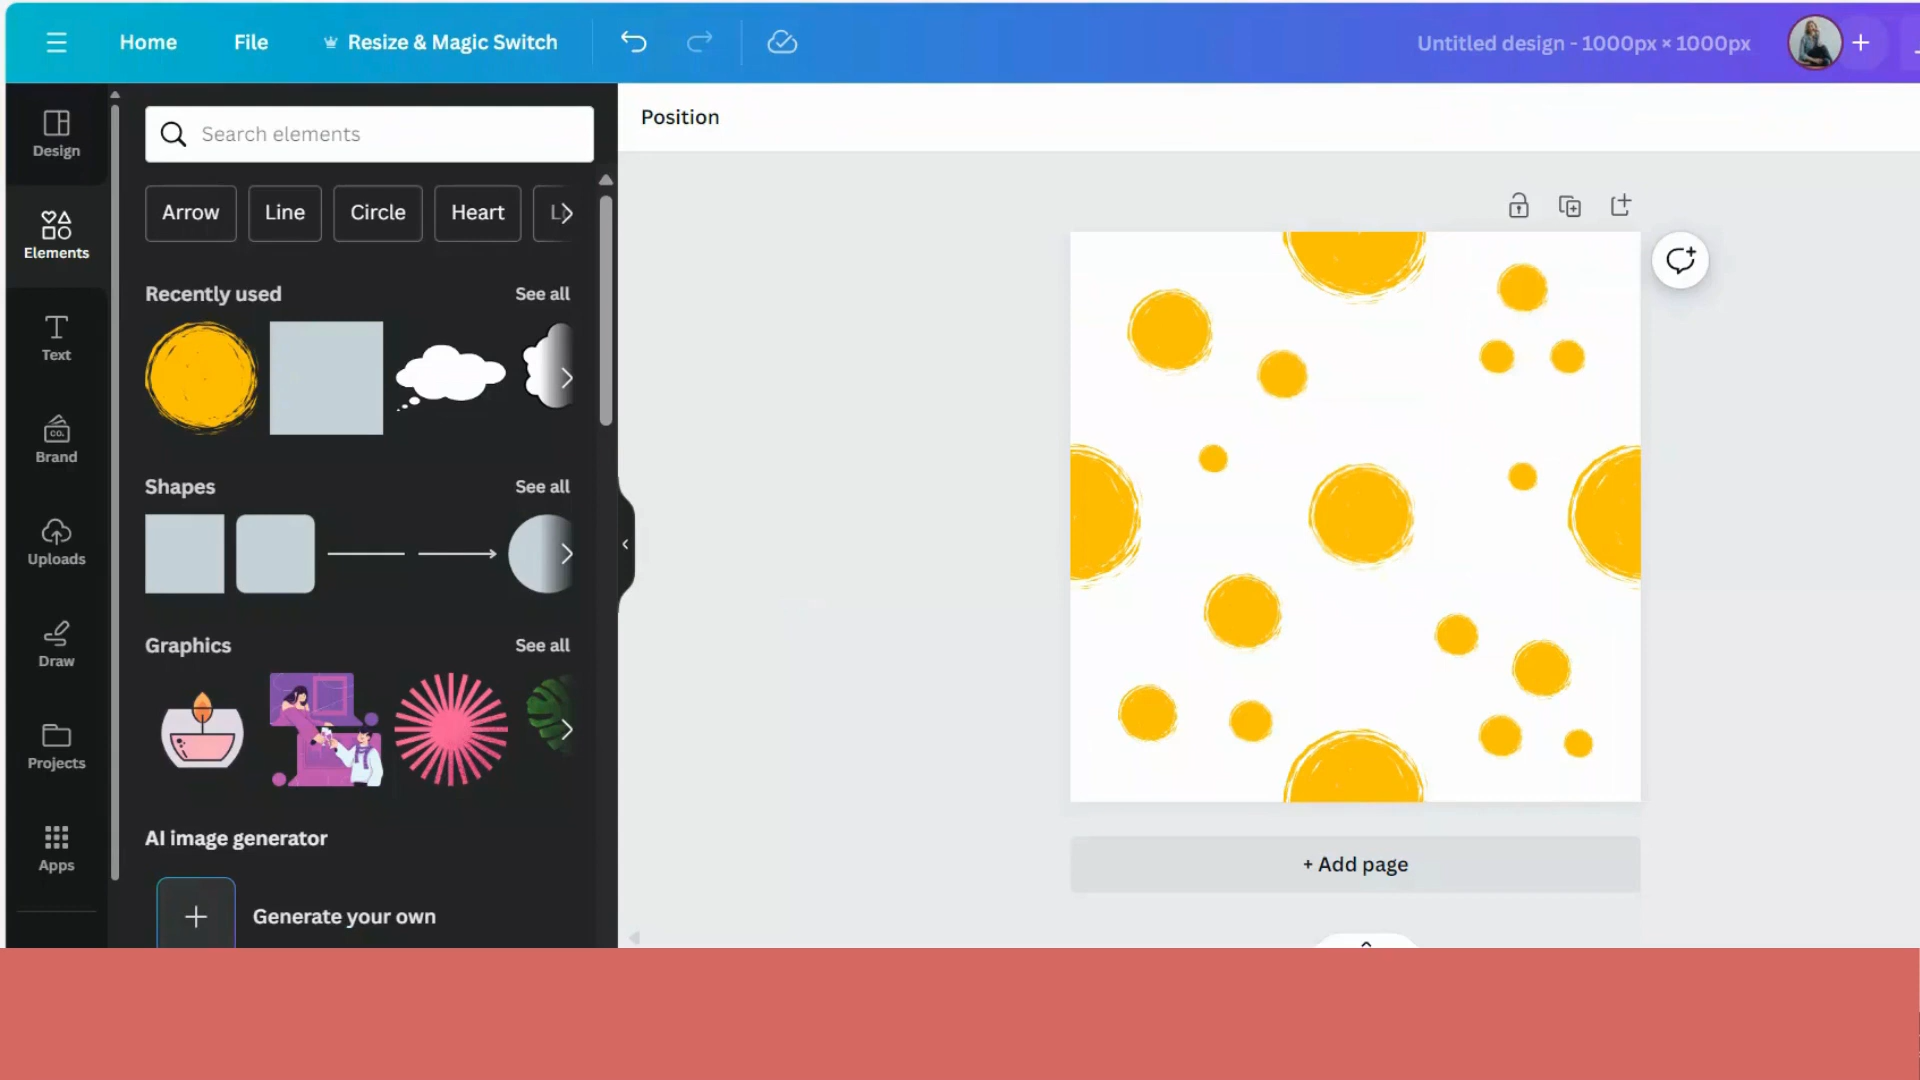 Home File Resize & Magic Switch Untitled design - 1000px × 1000px
Design
Elements
Text
Brand
CO.
Uploads
Draw
Projects
Apps
Search elements
Arrow Line Circle Heart
Recently used See all
Shapes See all
Graphics See all
AI image generator
Generate your own
Position
+ Add page